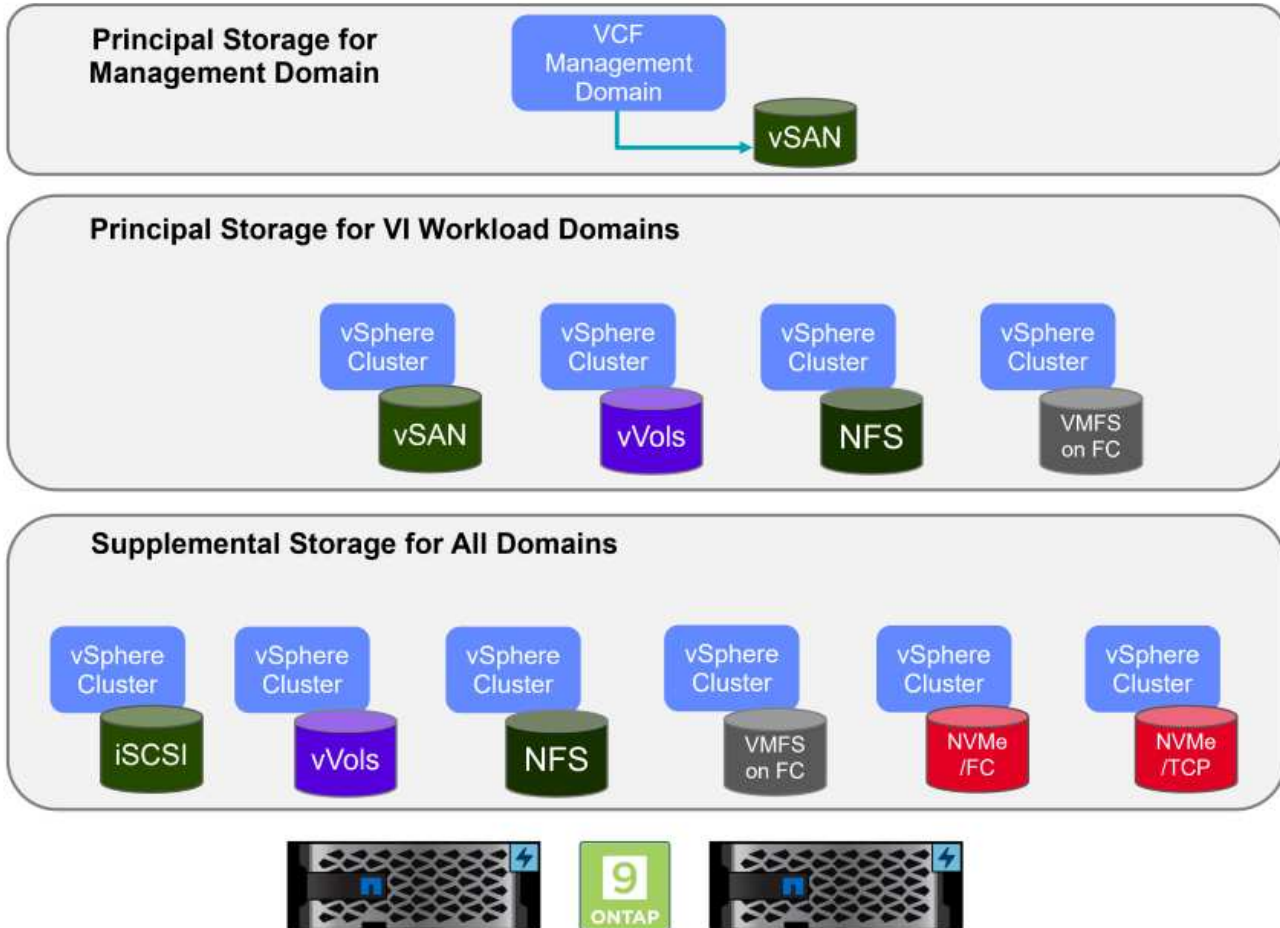 Principal Storage for
Management Domain
VCF
Management
Domain
vSAN
Principal Storage for VI Workload Domains
vSphere
Cluster
vSAN
vSphere
Cluster
vVols
vSphere
Cluster
NFS
vSphere
Cluster
VMFS
on FC
Supplemental Storage for All Domains
vSphere
Cluster
iSCSI
vSphere
Cluster
vVols
vSphere
Cluster
NFS
vSphere
Cluster
VMFS
on FC
vSphere
Cluster
NVMe
/FC
vSphere
Cluster
NVMe
/TCP
9
ONTAP